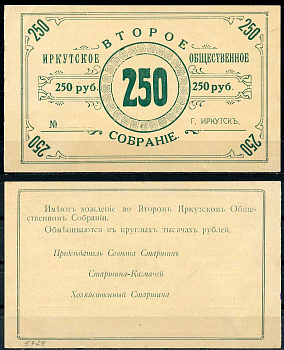 250
250
ВТОРОЕ
ИРКУТСКОЕ
ОБЩЕСТВЕННОЕ
250 руб.
250
250 руб.
№
Г. ИРКУТСКЪ.
СОБРАНІЕ.
250
250
Имѣютъ хожденіе во Второмъ Иркутскомъ Обще-
ственномъ Собраніи.
Обмѣниваются въ круглыхъ тысячахъ рублей.
Предсѣдатель Совѣта Старшинъ
Старшина-Казначей
Хозяйственный Старшина